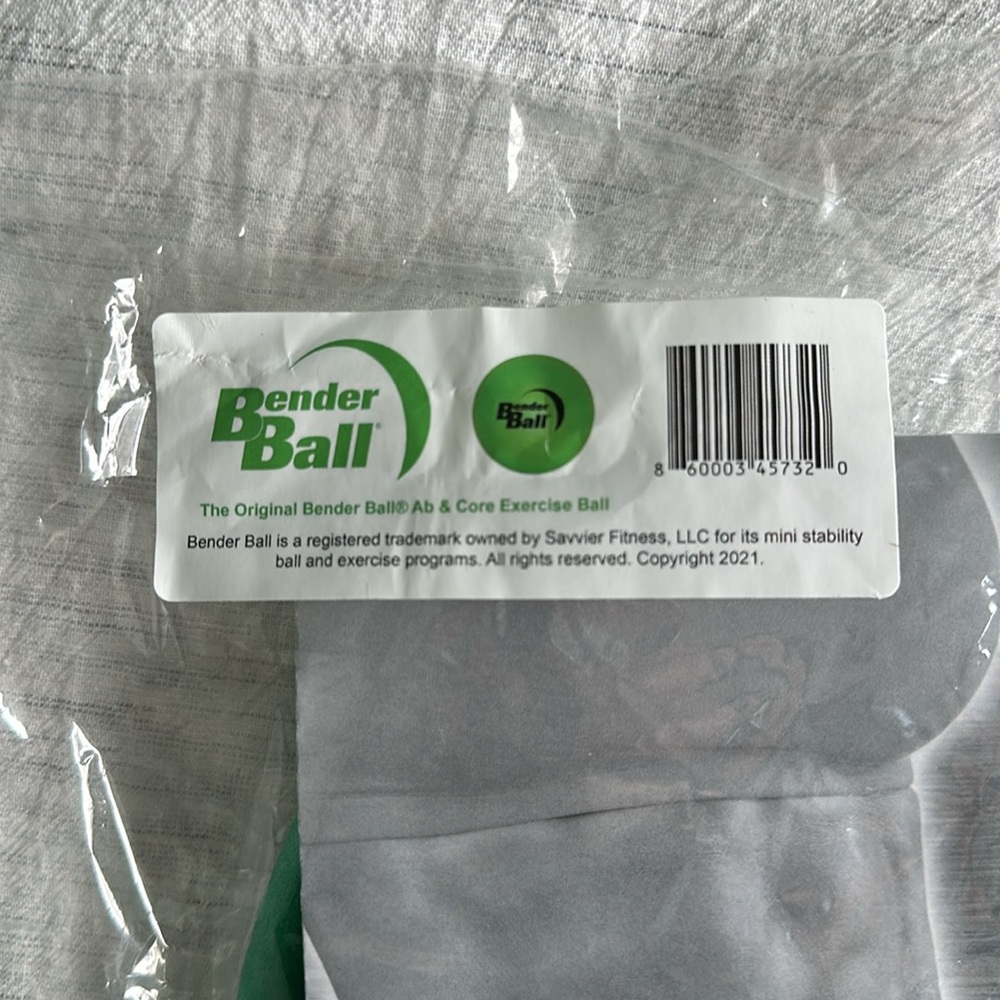 Bender
Ball®
Bender
Ball
8 60003 45732 0
The Original Bender Ball® Ab & Core Exercise Ball
Bender Ball is a registered trademark owned by Savvier Fitness, LLC for its mini stability
ball and exercise programs. All rights reserved. Copyright 2021.